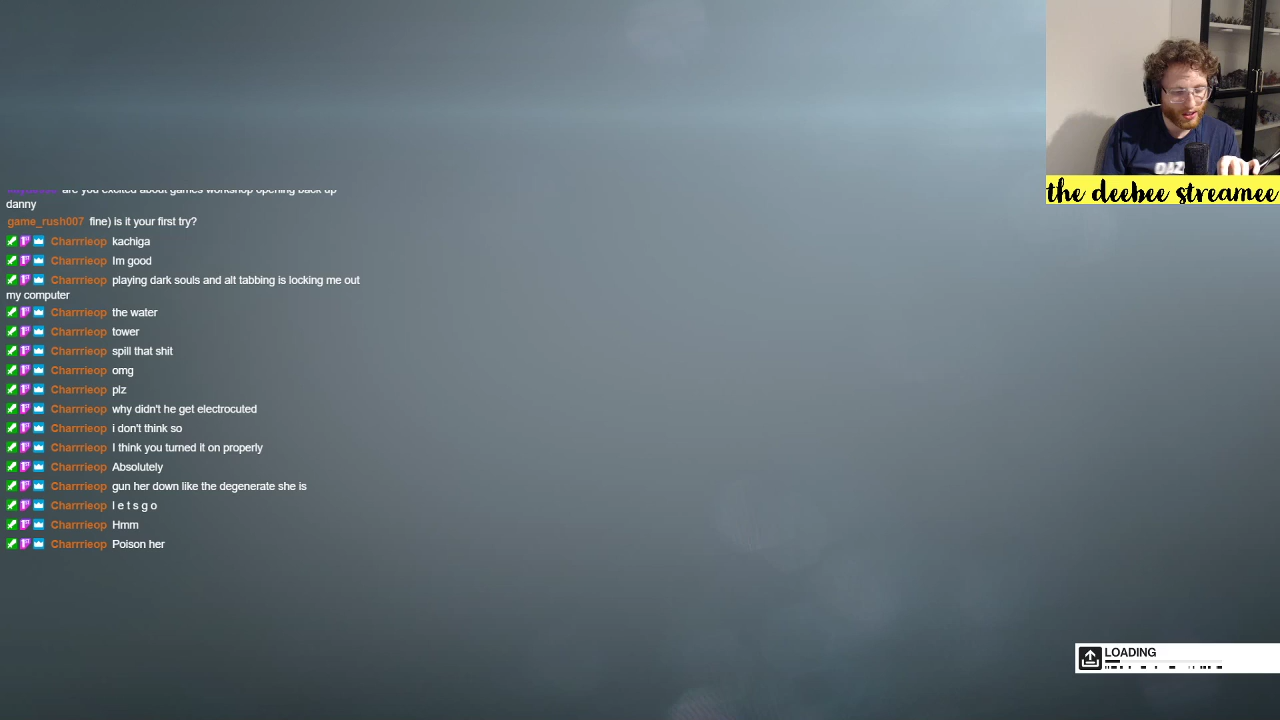 are you excited about games workshop opening back up
danny
game_rush007 fine) is it your first try?
Charrrieop kachiga
Charrrieop Im good
Charrrieop playing dark souls and alt tabbing is locking me out
my computer
Charrrieop the water
Charrrieop tower
Charrrieop spill that shit
Charrrieop omg
Charrrieop plz
Charrrieop why didn't he get electrocuted
Charrrieop i don't think so
Charrrieop I think you turned it on properly
Charrrieop Absolutely
Charrrieop gun her down like the degenerate she is
Charrrieop l e t s g o
Charrrieop Hmm
Charrrieop Poison her
the deebee streamee
LOADING